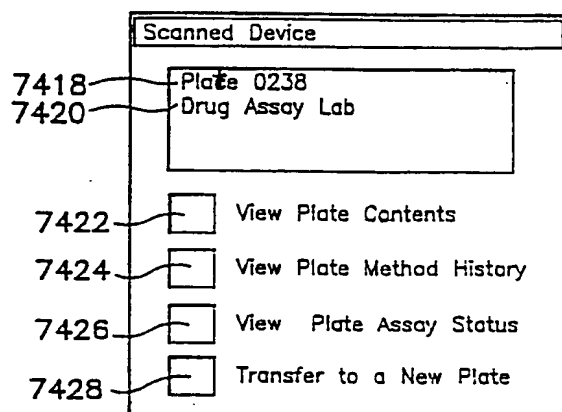 Scanned Device
7418 Plate 0238
7420 Drug Assay Lab
7422 View Plate Contents
7424 View Plate Method History
7426 View Plate Assay Status
7428 Transfer to a New Plate